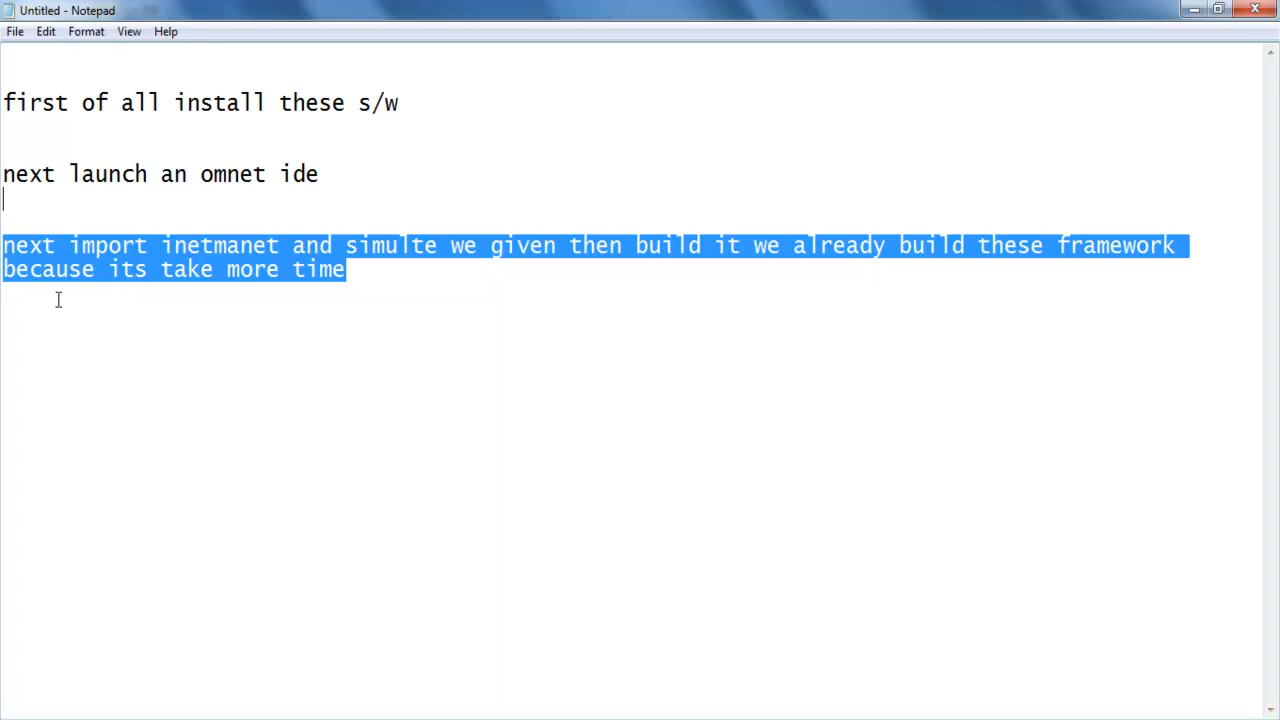 Untitled - Notepad
File Edit Format View Help
first of all install these s/w
next launch an omnet ide
next import inetmanet and simulte we given then build it we already build these framework
because its take more time